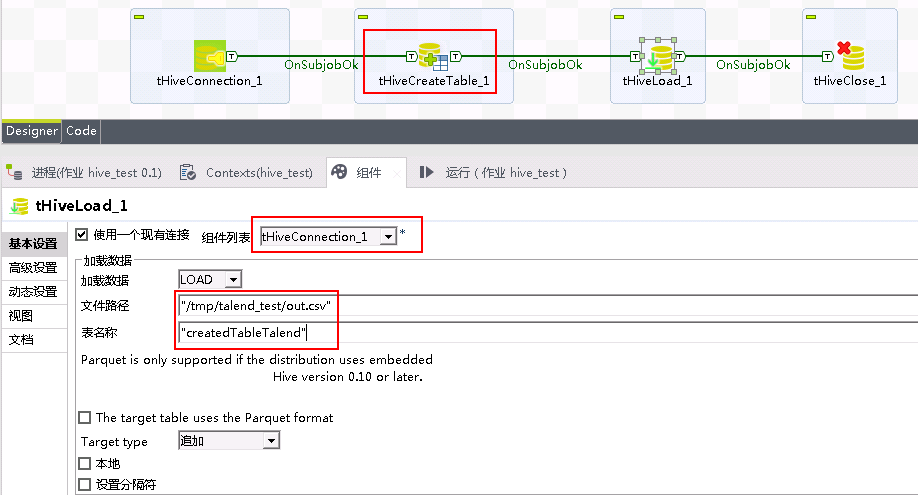 OnSubjobOk OnSubjobOk OnSubjobOk
tHiveConnection_1 tHiveCreateTable_1 tHiveLoad_1 tHiveClose_1
Designer Code
进程(作业 hive_test 0.1) Contexts(hive_test) 组件 运行 ( 作业 hive_test )
tHiveLoad_1
基本设置
高级设置
动态设置
视图
文档
使用一个现有连接 组件列表 tHiveConnection_1 *
加载数据
加载数据 LOAD
文件路径 "/tmp/talend_test/out.csv"
表名称 "createdTableTalend"
Parquet is only supported if the distribution uses embedded
Hive version 0.10 or later.
The target table uses the Parquet format
Target type 追加
本地
设置分隔符